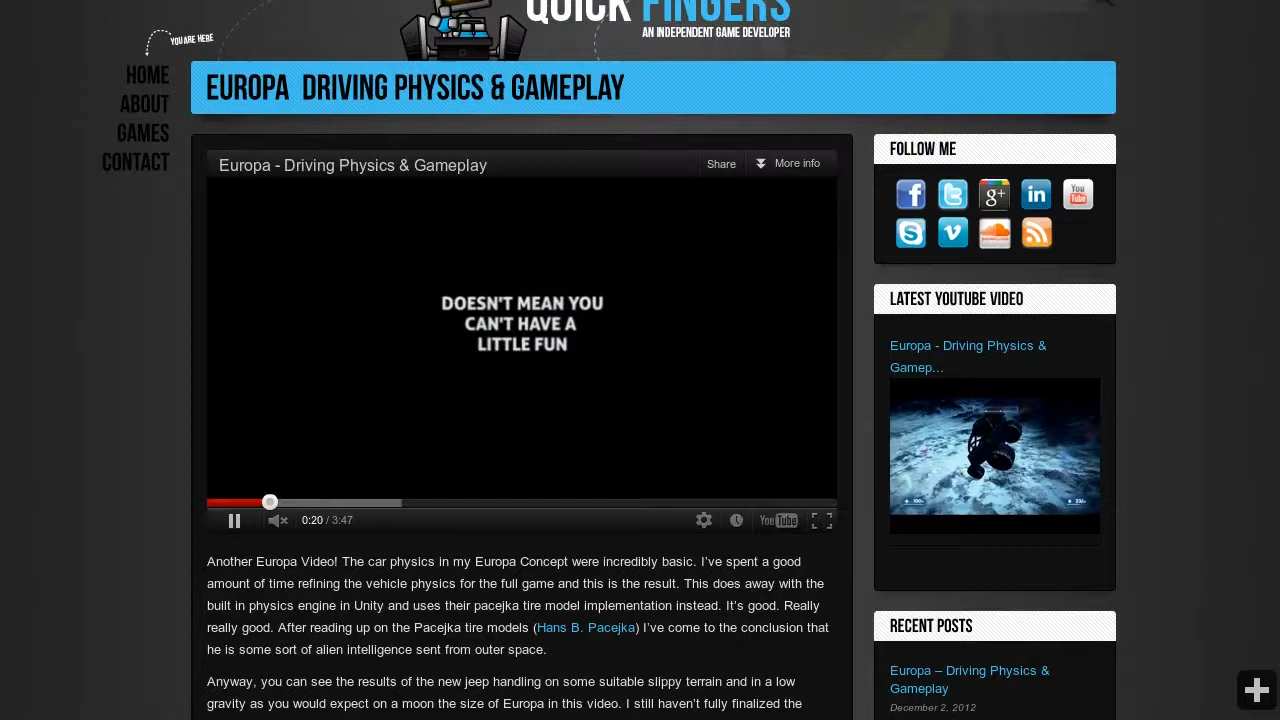 QUICK FINGERS
AN INDEPENDENT GAME DEVELOPER
YOU ARE HERE
HOME
ABOUT
GAMES
CONTACT
EUROPA DRIVING PHYSICS & GAMEPLAY
Europa - Driving Physics & Gameplay
Share
More info
DOESN'T MEAN YOU
CAN'T HAVE A
LITTLE FUN
0:20 / 3:47
YouTube
Another Europa Video! The car physics in my Europa Concept were incredibly basic. I've spent a good
amount of time refining the vehicle physics for the full game and this is the result. This does away with the
built in physics engine in Unity and uses their pacejka tire model implementation instead. It's good. Really
really good. After reading up on the Pacejka tire models (Hans B. Pacejka) I've come to the conclusion that
he is some sort of alien intelligence sent from outer space.
Anyway, you can see the results of the new jeep handling on some suitable slippy terrain and in a low
gravity as you would expect on a moon the size of Europa in this video. I still haven't fully finalized the
FOLLOW ME
You
Tube
LATEST YOUTUBE VIDEO
Europa - Driving Physics &
Gamep...
RECENT POSTS
Europa – Driving Physics &
Gameplay
December 2, 2012